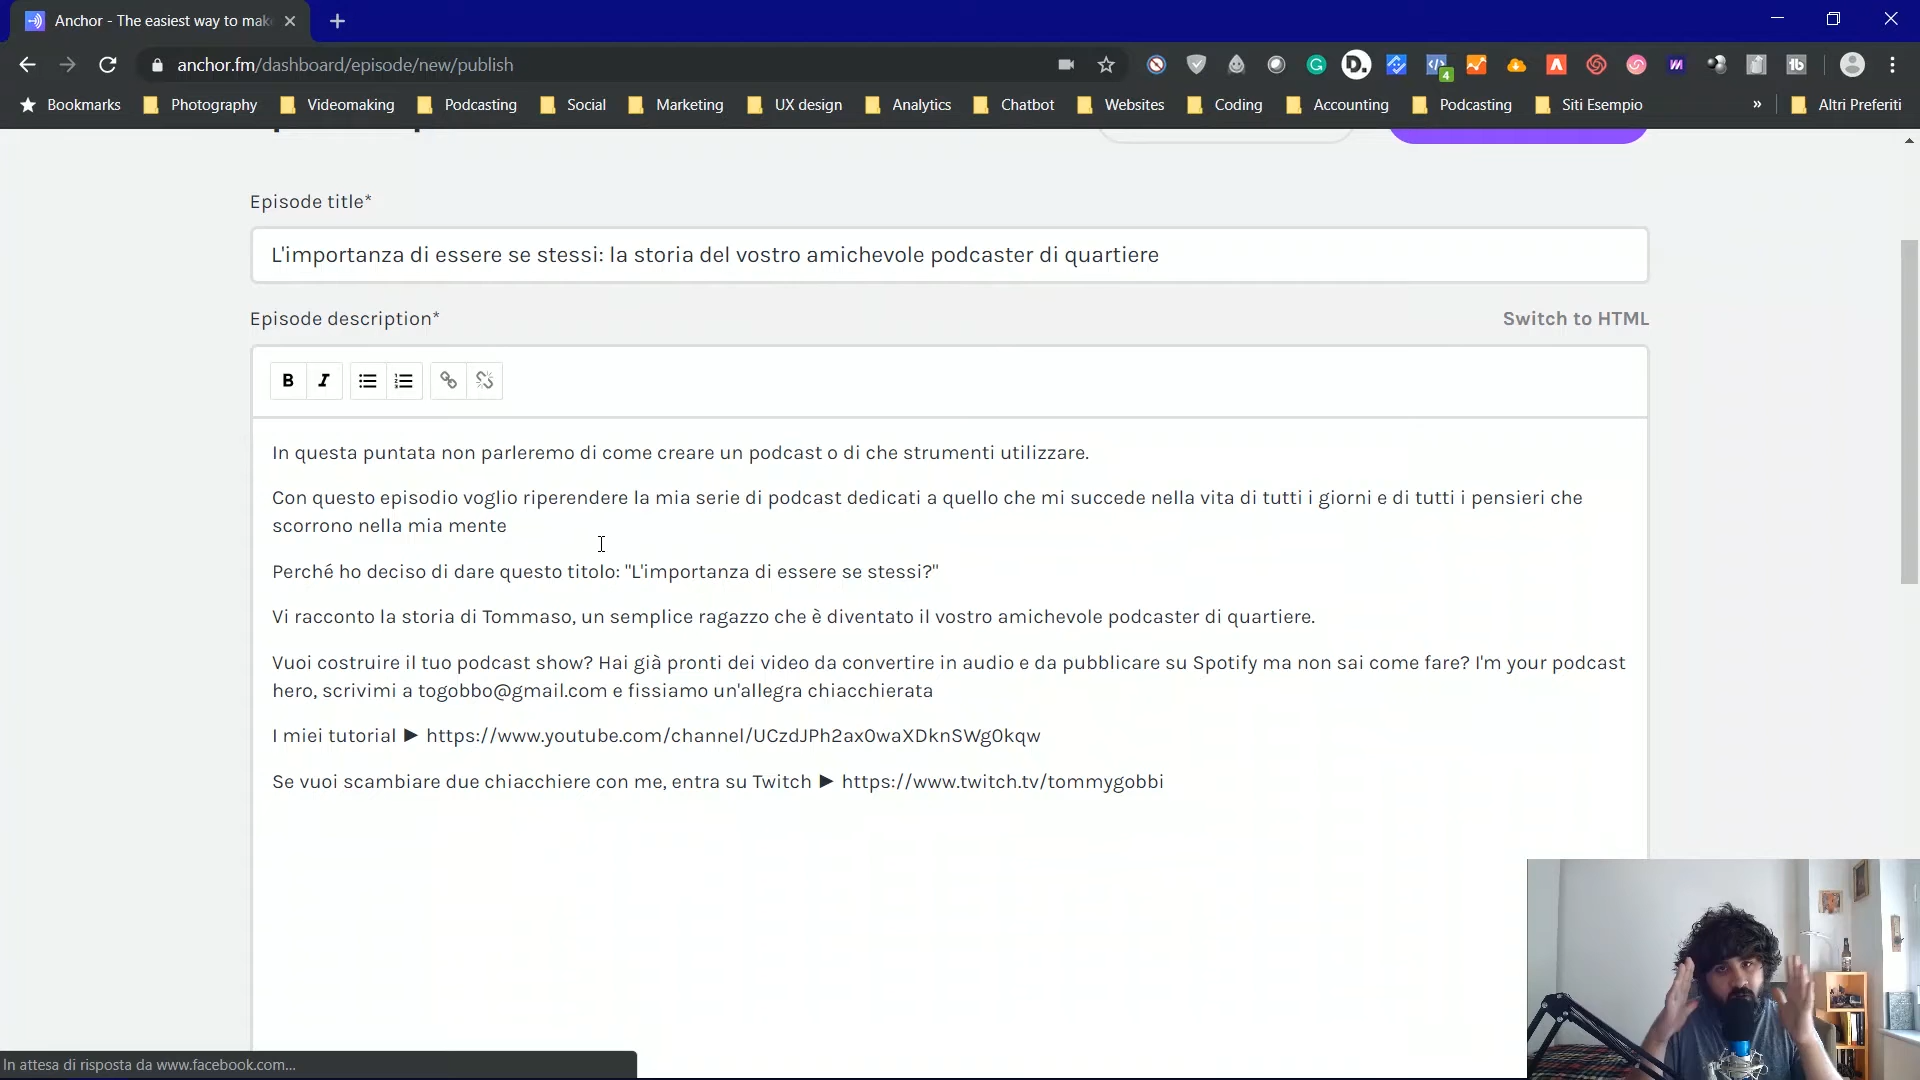 Anchor - The easiest way to mak
anchor.fm/dashboard/episode/new/publish
4
Bookmarks
Photography
Videomaking
Podcasting
Social
Marketing
UX design
Analytics
Chatbot
Websites
Coding
Accounting
Podcasting
Siti Esempio
»
Altri Preferiti
Episode title*
L'importanza di essere se stessi: la storia del vostro amichevole podcaster di quartiere
Episode description*
Switch to HTML
B I
In questa puntata non parleremo di come creare un podcast o di che strumenti utilizzare.
Con questo episodio voglio riperendere la mia serie di podcast dedicati a quello che mi succede nella vita di tutti i giorni e di tutti i pensieri che
scorrono nella mia mente
Perché ho deciso di dare questo titolo: "L'importanza di essere se stessi?"
Vi racconto la storia di Tommaso, un semplice ragazzo che è diventato il vostro amichevole podcaster di quartiere.
Vuoi costruire il tuo podcast show? Hai già pronti dei video da convertire in audio e da pubblicare su Spotify ma non sai come fare? I'm your podcast
hero, scrivimi a togobbo@gmail.com e fissiamo un'allegra chiacchierata
I miei tutorial ► https://www.youtube.com/channel/UCzdJPh2ax0waXDknSWg0kqw
Se vuoi scambiare due chiacchiere con me, entra su Twitch ► https://www.twitch.tv/tommygobbi
In attesa di risposta da www.facebook.com...